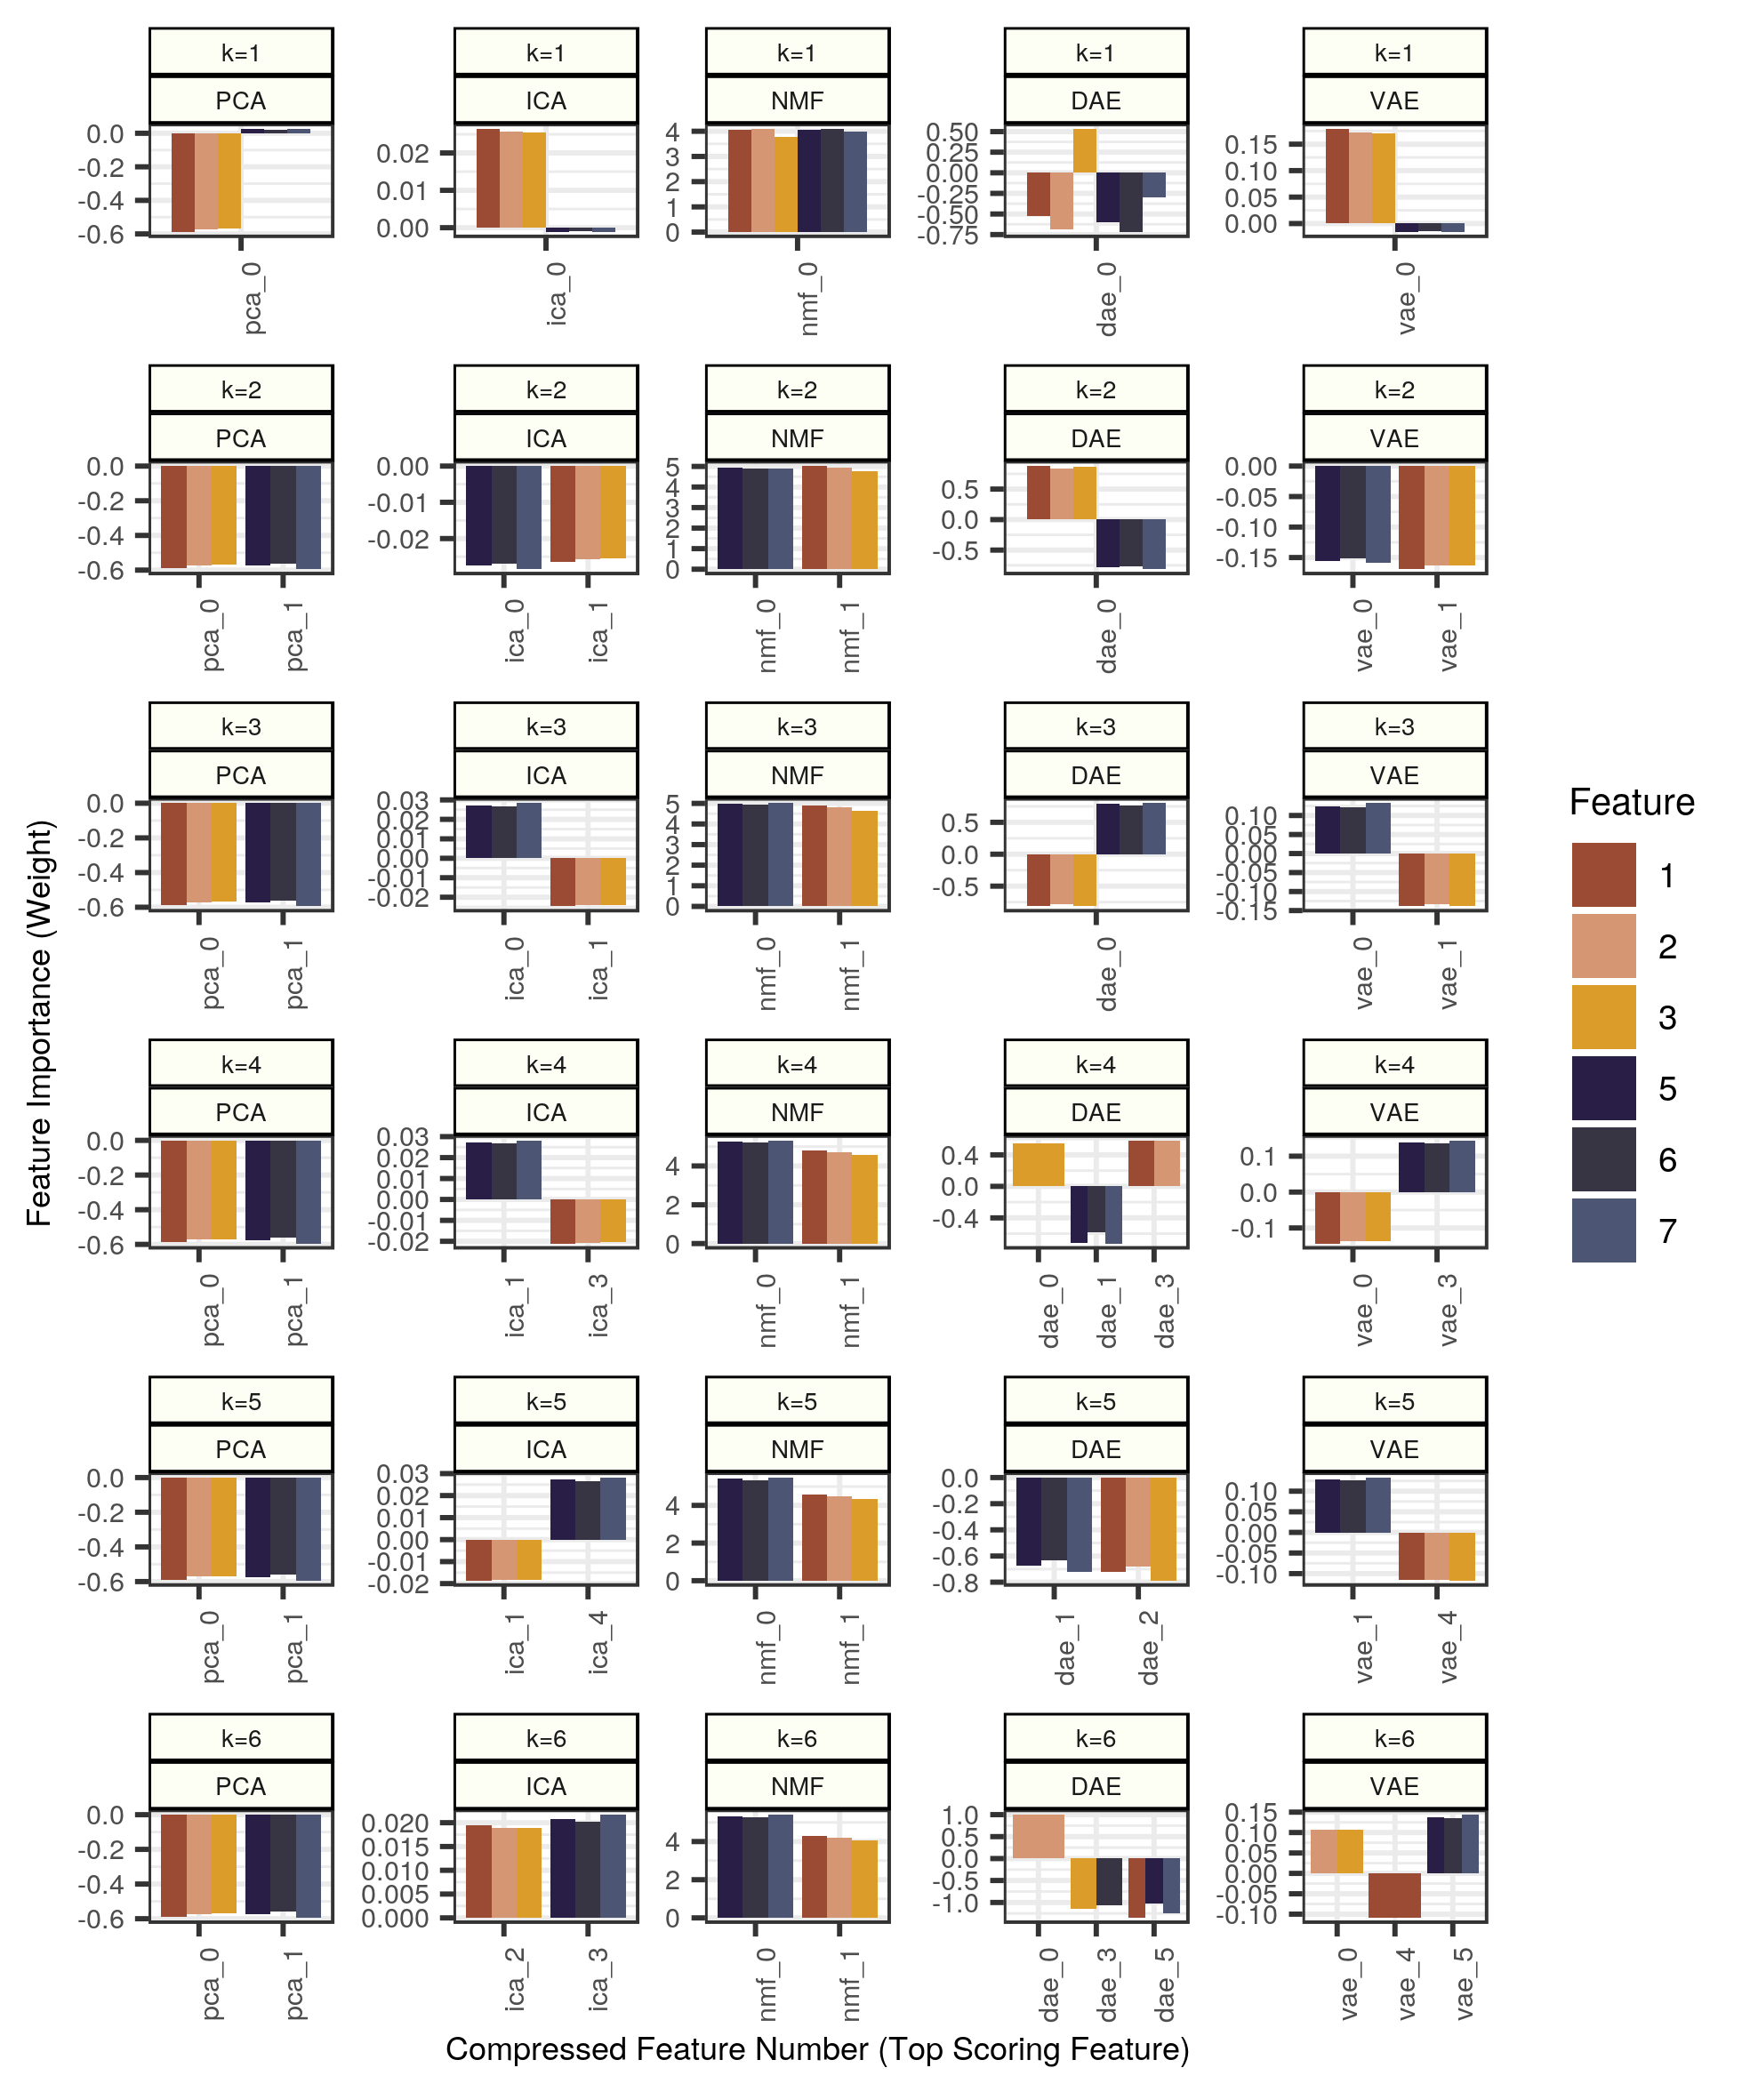 k=1 k=1 k=1 k=1 k=1
PCA ICA NMF DAE VAE
0.0 -0.2 -0.4 -0.6
0.02 0.01 0.00
4 3 2 1 0
0.50 0.25 0.00 -0.25 -0.50 -0.75
0.15 0.10 0.05 0.00
pca_0 ica_0 nmf_0 dae_0 vae_0
k=2 k=2 k=2 k=2 k=2
PCA ICA NMF DAE VAE
0.0 -0.2 -0.4 -0.6
0.00 -0.01 -0.02
5 4 3 2 1 0
0.5 0.0 -0.5
0.00 -0.05 -0.10 -0.15
pca_0 pca_1 ica_0 ica_1 nmf_0 nmf_1 dae_0 vae_0 vae_1
k=3 k=3 k=3 k=3 k=3
PCA ICA NMF DAE VAE
0.0 -0.2 -0.4 -0.6
0.03 0.02 0.01 0.00 -0.01 -0.02
5 4 3 2 1 0
0.5 0.0 -0.5
0.10 0.05 0.00 -0.05 -0.10 -0.15
pca_0 pca_1 ica_0 ica_1 nmf_0 nmf_1 dae_0 vae_0 vae_1
k=4 k=4 k=4 k=4 k=4
PCA ICA NMF DAE VAE
0.0 -0.2 -0.4 -0.6
0.03 0.02 0.01 0.00 -0.01 -0.02
4 2 0
0.4 0.0 -0.4
0.1 0.0 -0.1
pca_0 pca_1 ica_1 ica_3 nmf_0 nmf_1 dae_0 dae_1 dae_3 vae_0 vae_3
k=5 k=5 k=5 k=5 k=5
PCA ICA NMF DAE VAE
0.0 -0.2 -0.4 -0.6
0.03 0.02 0.01 0.00 -0.01 -0.02
4 2 0
0.0 -0.2 -0.4 -0.6 -0.8
0.10 0.05 0.00 -0.05 -0.10
pca_0 pca_1 ica_1 ica_4 nmf_0 nmf_1 dae_1 dae_2 vae_1 vae_4
k=6 k=6 k=6 k=6 k=6
PCA ICA NMF DAE VAE
0.0 -0.2 -0.4 -0.6
0.020 0.015 0.010 0.005 0.000
4 2 0
1.0 0.5 0.0 -0.5 -1.0
0.15 0.10 0.05 0.00 -0.05 -0.10
pca_0 pca_1 ica_2 ica_3 nmf_0 nmf_1 dae_0 dae_3 dae_5 vae_0 vae_4 vae_5
Feature Importance (Weight)
Compressed Feature Number (Top Scoring Feature)
Feature
1
2
3
5
6
7